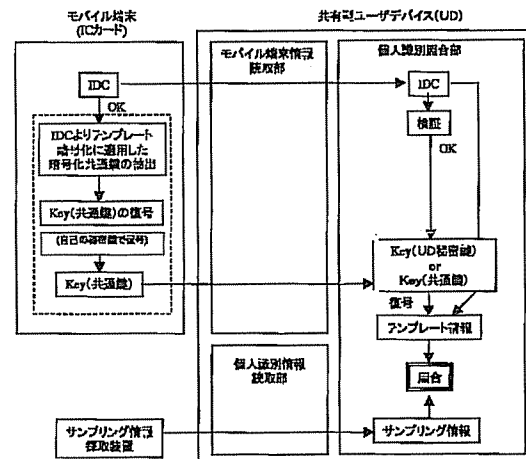 モバイル端末
(ICカード)
共有型ユーザデバイス(UD)
モバイル端末情報
読取部
個人識別照合部
IDC
IDC
OK
検証
OK
IDCよりテンプレート
暗号化に適用した
暗号化共通鍵の抽出
Key(共通鍵)の復号
(自己の秘密鍵で復号)
Key(共通鍵)
Key(UD秘密鍵)
or
Key(共通鍵)
復号
テンプレート情報
個人識別情報
読取部
照合
サンプリング情報
採取装置
サンプリング情報